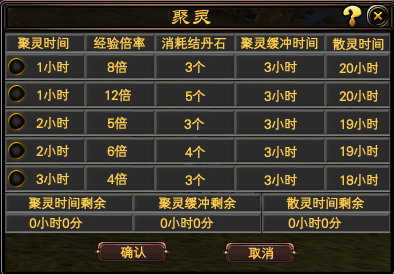 聚灵
聚灵时间 经验倍率 消耗结丹石 聚灵缓冲时间 散灵时间
1小时 8倍 3个 3小时 20小时
1小时 12倍 5个 3小时 20小时
2小时 5倍 3个 3小时 19小时
2小时 6倍 4个 3小时 19小时
3小时 4倍 3个 3小时 18小时
聚灵时间剩余 聚灵缓冲剩余 散灵时间剩余
0小时0分 0小时0分 0小时0分
确认 取消